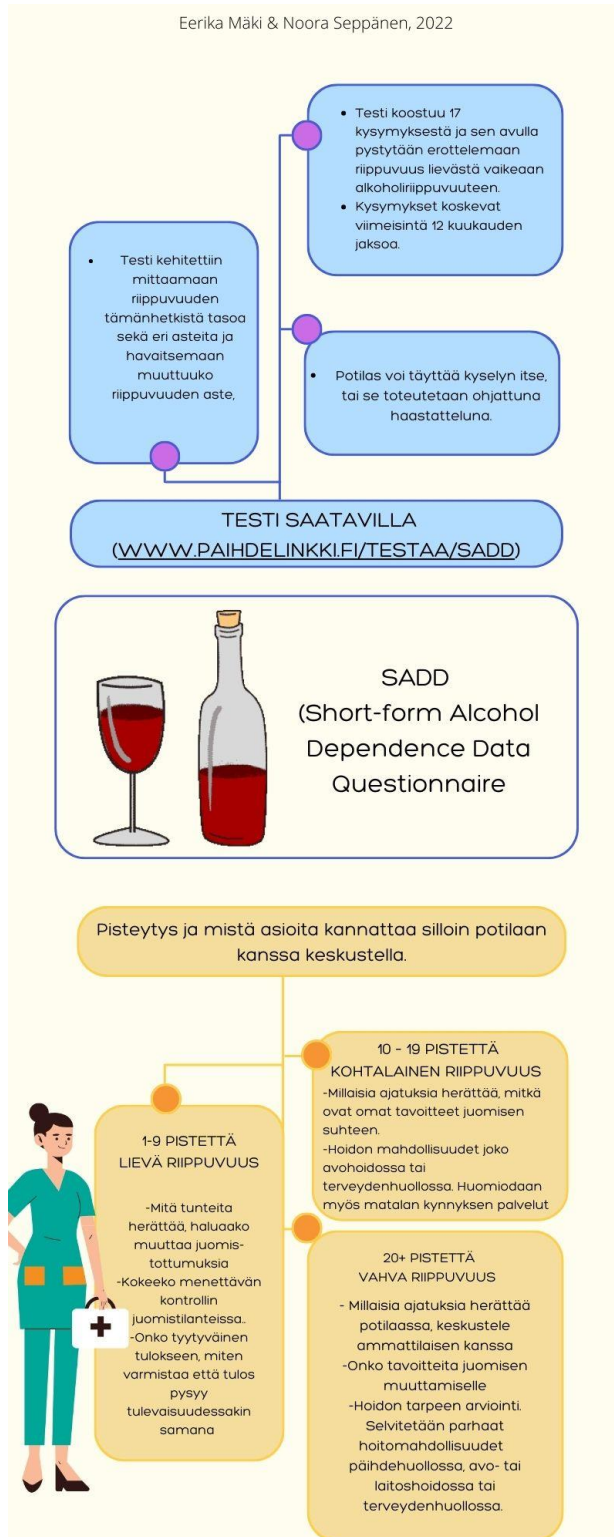 Eerika Mäki & Noora Seppänen, 2022
• Testi koostuu 17
kysymyksestä ja sen avulla
pystytään erottelemaan
riippuvuus lievästä vaikeaan
alkoholiriippuvuuteen.
• Kysymykset koskevat
viimeisintä 12 kuukauden
jaksoa.
• Testi kehitettiin
mittaamaan
riippuvuuden
tämänhetkistä tasoa
sekä eri asteita ja
havaitsemaan
muuttuuko
riippuvuuden aste,
• Potilas voi täyttää kyselyn itse,
tai se toteutetaan ohjattuna
haastatteluna.
TESTI SAATAVILLA
(WWW.PAIHDELINKKI.FI/TESTAA/SADD)
SADD
(Short-form Alcohol
Dependence Data
Questionnaire
Pisteytys ja mistä asioita kannattaa silloin potilaan
kanssa keskustella.
10 - 19 PISTETTÄ
KOHTALAINEN RIIPPUVUUS
-Millaisia ajatuksia herättää, mitkä
ovat omat tavoitteet juomisen
suhteen.
-Hoidon mahdollisuudet joko
avohoidossa tai
terveydenhuollossa. Huomiodaan
myös matalan kynnyksen palvelut
1-9 PISTETTÄ
LIEVÄ RIIPPUVUUS
-Mitä tunteita
herättää, haluaako
muuttaa juomis-
tottumuksia
-Kokeeko menettävän
kontrollin
juomistilanteissa..
-Onko tyytyväinen
tulokseen, miten
varmistaa että tulos
pysyy
tulevaisuudessakin
samana
20+ PISTETTÄ
VAHVA RIIPPUVUUS
- Millaisia ajatuksia herättää
potilaassa, keskustele
ammattilaisen kanssa
-Onko tavoitteita juomisen
muuttamiselle
-Hoidon tarpeen arviointi.
Selvitetään parhaat
hoitomahdollisuudet
päihdehuollossa, avo- tai
laitoshoidossa tai
terveydenhuollossa.